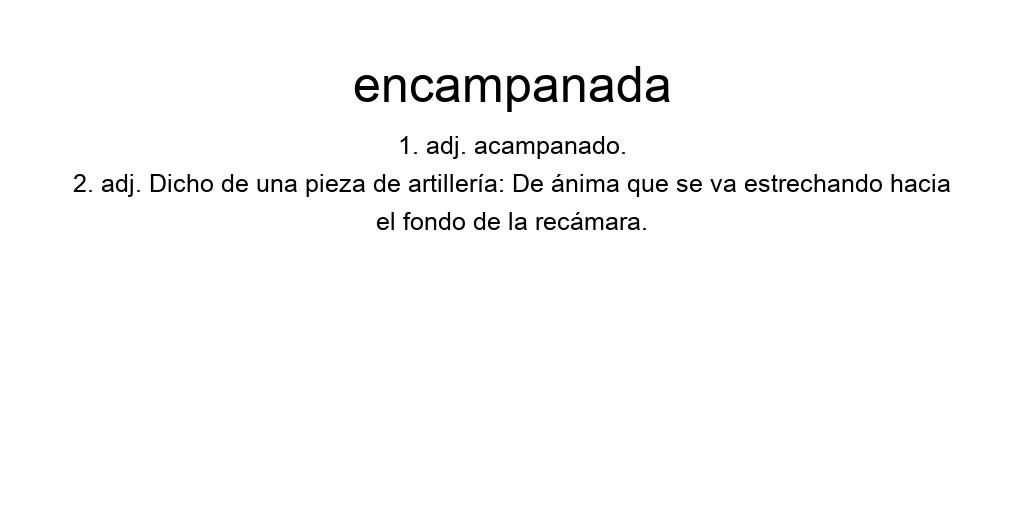 encampanada
1. adj. acampanado.
2. adj. Dicho de una pieza de artillería: De ánima que se va estrechando hacia
el fondo de la recámara.